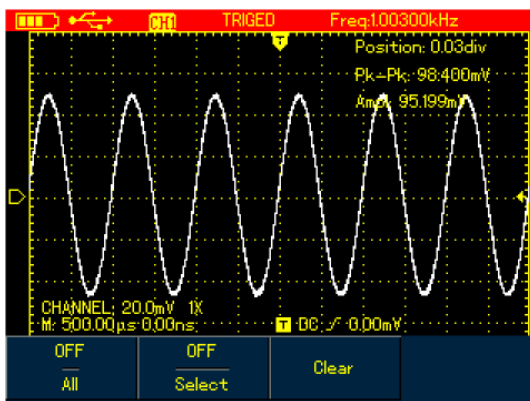 CH1 TRIGED Freq:1.00300kHz
T
Position: 0.03div
Pk-Pk: 98.400mV
Amp: 95.199mV
CHANNEL: 20.0mV 1X
M: 500.00µs 0.00ns T DC 0.00mV
OFF OFF Clear
All Select